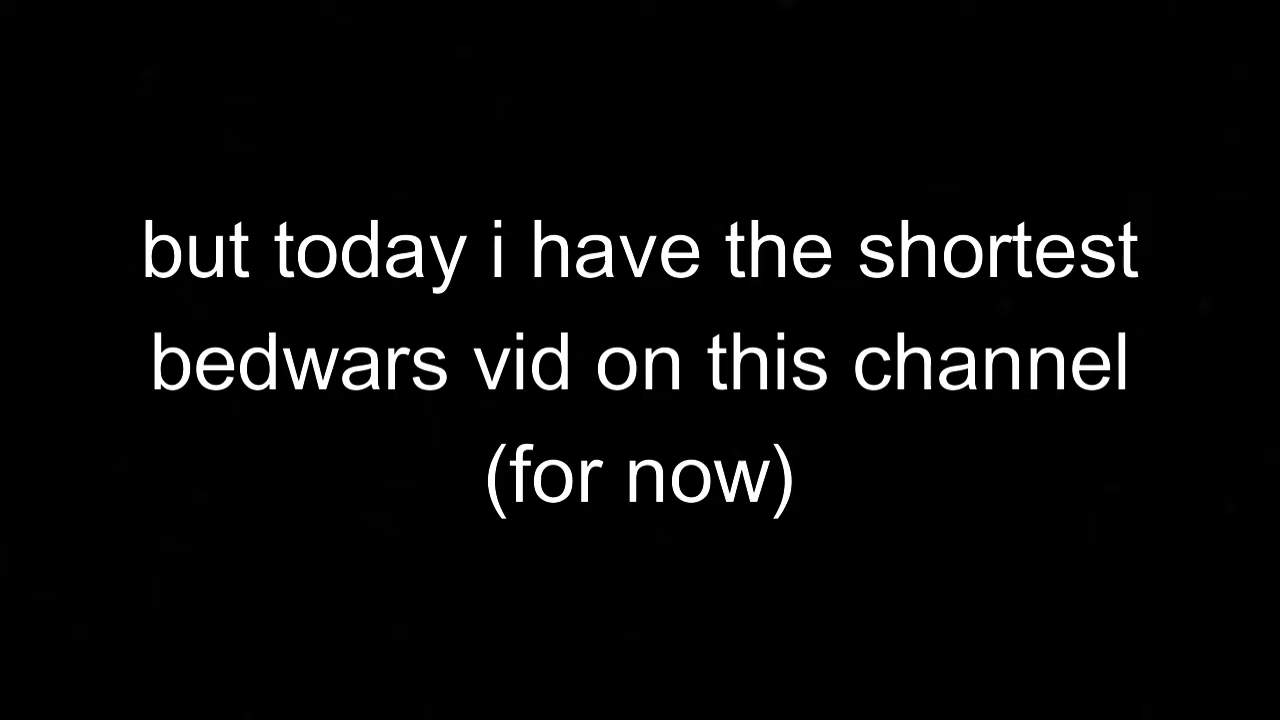 but today i have the shortest
bedwars vid on this channel
(for now)